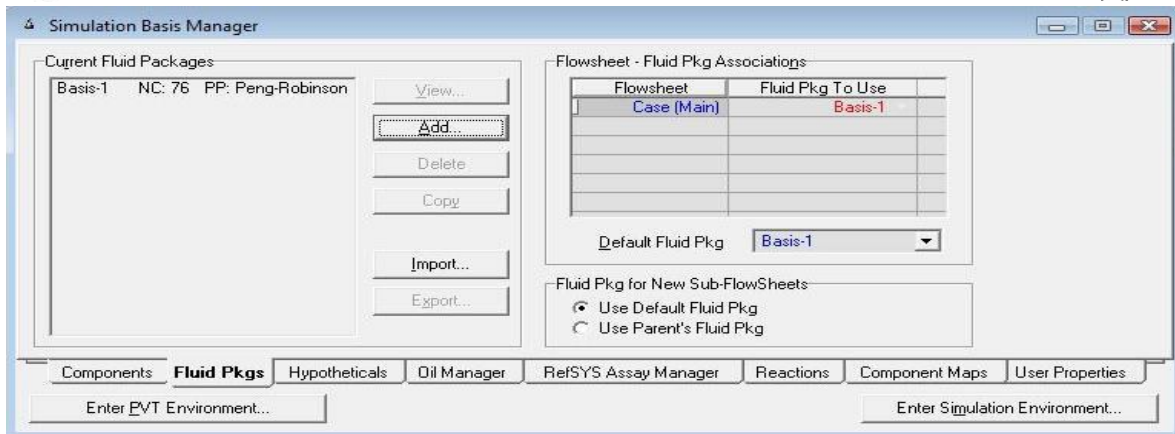 Simulation Basis Manager
Current Fluid Packages
Basis-1 NC: 76 PP: Peng-Robinson
View...
Add...
Delete
Copy
Import...
Export...
Flowsheet - Fluid Pkg Associations
Flowsheet Fluid Pkg To Use
Case (Main) Basis-1
Default Fluid Pkg Basis-1
Fluid Pkg for New Sub-FlowSheets
Use Default Fluid Pkg
Use Parent's Fluid Pkg
Components Fluid Pkgs Hypotheticals Oil Manager RefSYS Assay Manager Reactions Component Maps User Properties
Enter PVT Environment... Enter Simulation Environment...